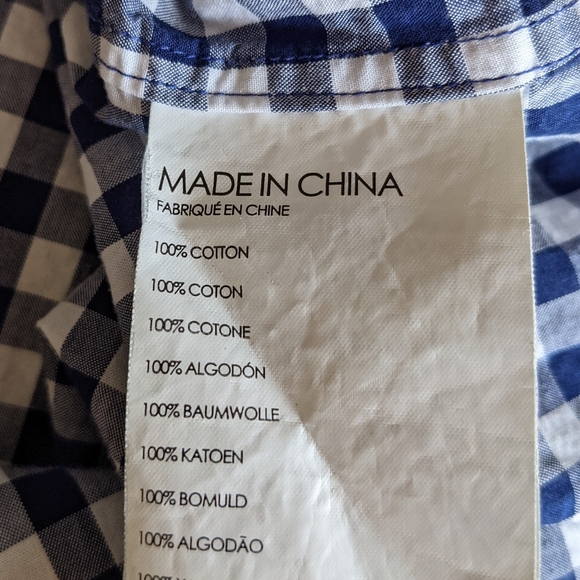 MADE IN CHINA
FABRIQUÉ EN CHINE
100% COTTON
100% COTON
100% COTONE
100% ALGODÓN
100% BAUMWOLLE
100% KATOEN
100% BOMULD
100% ALGODÃO
100%